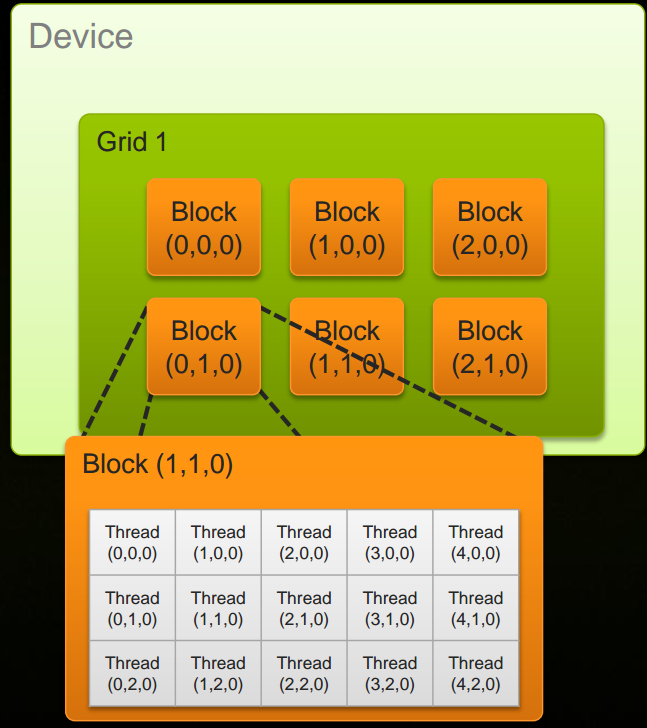 Device
Grid 1
Block
(0,0,0)
Block
(1,0,0)
Block
(2,0,0)
Block
(0,1,0)
Block
(1,1,0)
Block
(2,1,0)
Block (1,1,0)
Thread
(0,0,0)
Thread
(1,0,0)
Thread
(2,0,0)
Thread
(3,0,0)
Thread
(4,0,0)
Thread
(0,1,0)
Thread
(1,1,0)
Thread
(2,1,0)
Thread
(3,1,0)
Thread
(4,1,0)
Thread
(0,2,0)
Thread
(1,2,0)
Thread
(2,2,0)
Thread
(3,2,0)
Thread
(4,2,0)